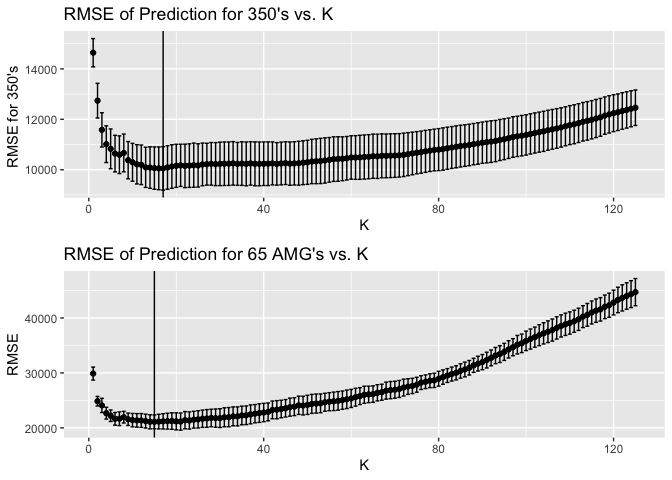 RMSE of Prediction for 350's vs. K
RMSE for 350's
14000
12000
10000
0 40 80 120
K
RMSE of Prediction for 65 AMG's vs. K
RMSE
40000
30000
20000
0 40 80 120
K